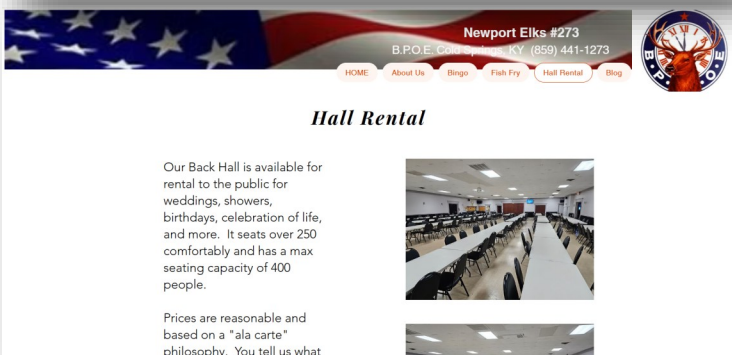 Newport Elks #273
B.P.O.E. Cold Springs, KY (859) 441-1273
HOME About Us Bingo Fish Fry Hall Rental Blog
B P O E
Hall Rental
Our Back Hall is available for
rental to the public for
weddings, showers,
birthdays, celebration of life,
and more. It seats over 250
comfortably and has a max
seating capacity of 400
people.
Prices are reasonable and
based on a "ala carte"
philosophy. You tell us what